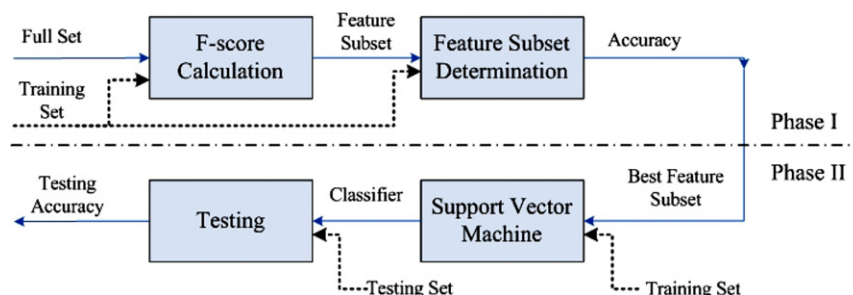 Full Set
F-score
Calculation
Feature
Subset
Feature Subset
Determination
Accuracy
Training
Set
Phase I
Phase II
Testing
Accuracy
Testing
Classifier
Support Vector
Machine
Best Feature
Subset
Testing Set
Training Set